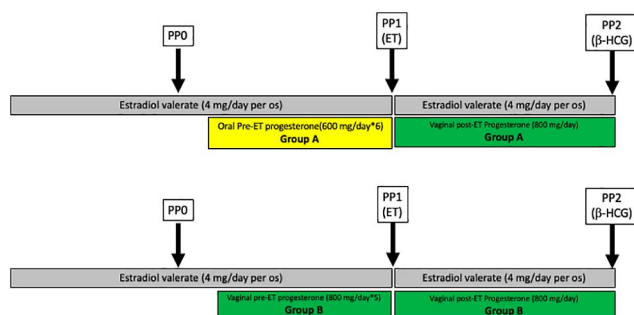 PP0
PP1
(ET)
PP2
(β-HCG)
Estradiol valerate (4 mg/day per os)
Estradiol valerate (4 mg/day per os)
Oral Pre-ET progesterone(600 mg/day*6)
Group A
Vaginal post-ET Progesterone (800 mg/day)
Group A
PP0
PP1
(ET)
PP2
(β-HCG)
Estradiol valerate (4 mg/day per os)
Estradiol valerate (4 mg/day per os)
Vaginal pre-ET progesterone (800 mg/day*5)
Group B
Vaginal post-ET Progesterone (800 mg/day)
Group B